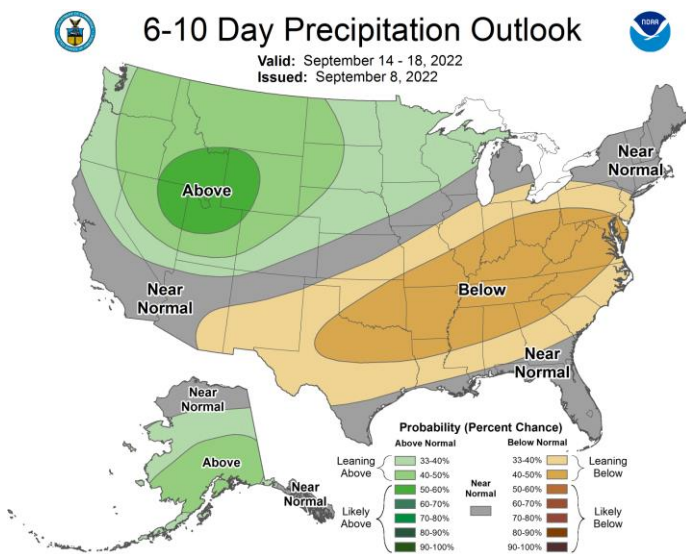 6-10 Day Precipitation Outlook
NOAA
Valid: September 14 - 18, 2022
Issued: September 8, 2022
Above
Near
Normal
Near
Normal
Below
Near
Normal
Near
Normal
Above
Near
Normal
Probability (Percent Chance)
Above Normal
Below Normal
Leaning
Above
33-40%
40-50%
Likely
Above
50-60%
60-70%
70-80%
80-90%
90-100%
Near
Normal
33-40%
40-50%
Leaning
Below
50-60%
60-70%
70-80%
80-90%
90-100%
Likely
Below